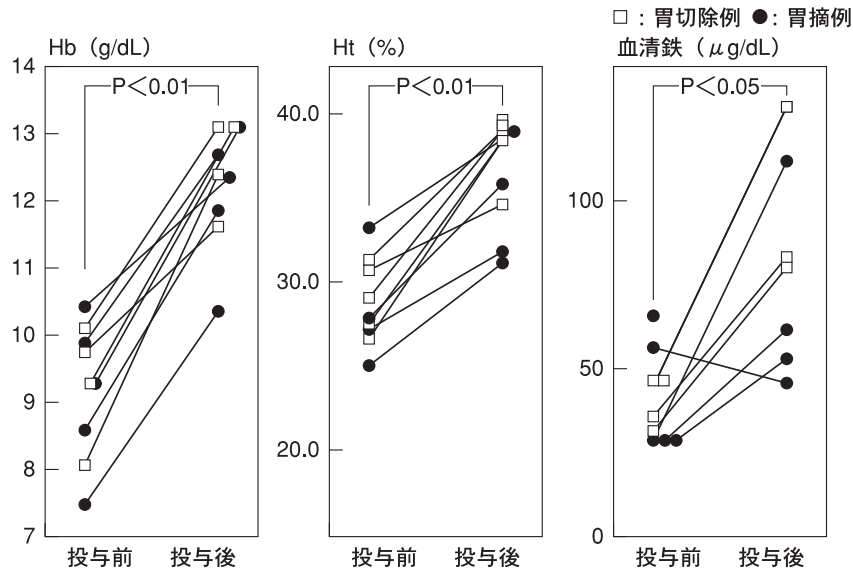 □：胃切除例 ●：胃摘例
Hb（g/dL）
14
13
12
11
10
9
8
7
P＜0.01
投与前
投与後
Ht（%）
40.0
30.0
20.0
P＜0.01
投与前
投与後
血清鉄（μg/dL）
100
50
0
P＜0.05
投与前
投与後